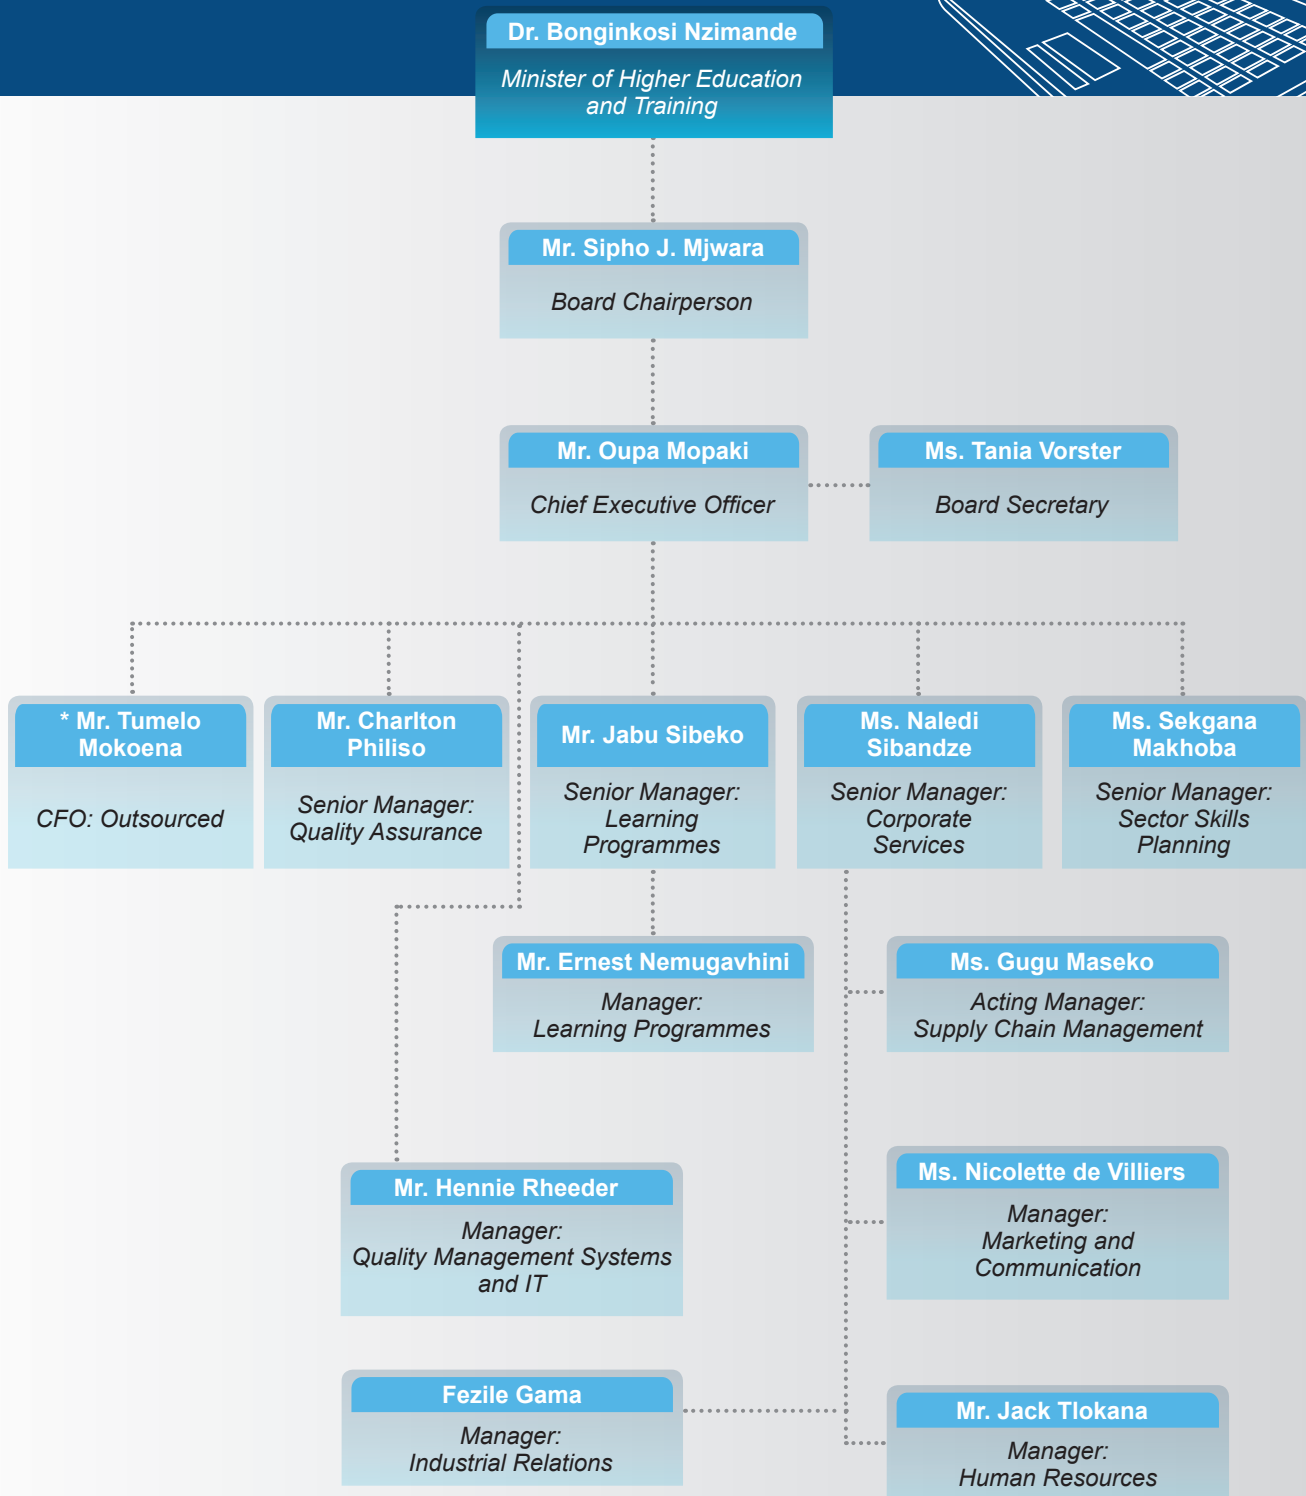 Dr. Bonginkosi Nzimande
Minister of Higher Education
and Training
Mr. Sipho J. Mjwara
Board Chairperson
Mr. Oupa Mopaki
Chief Executive Officer
Ms. Tania Vorster
Board Secretary
* Mr. Tumelo
Mokoena
CFO: Outsourced
Mr. Charlton
Philiso
Senior Manager:
Quality Assurance
Mr. Jabu Sibeko
Senior Manager:
Learning
Programmes
Ms. Naledi
Sibandze
Senior Manager:
Corporate
Services
Ms. Sekgana
Makhoba
Senior Manager:
Sector Skills
Planning
Mr. Ernest Nemugavhini
Manager:
Learning Programmes
Ms. Gugu Maseko
Acting Manager:
Supply Chain Management
Mr. Hennie Rheeder
Manager:
Quality Management Systems
and IT
Ms. Nicolette de Villiers
Manager:
Marketing and
Communication
Fezile Gama
Manager:
Industrial Relations
Mr. Jack Tlokana
Manager:
Human Resources